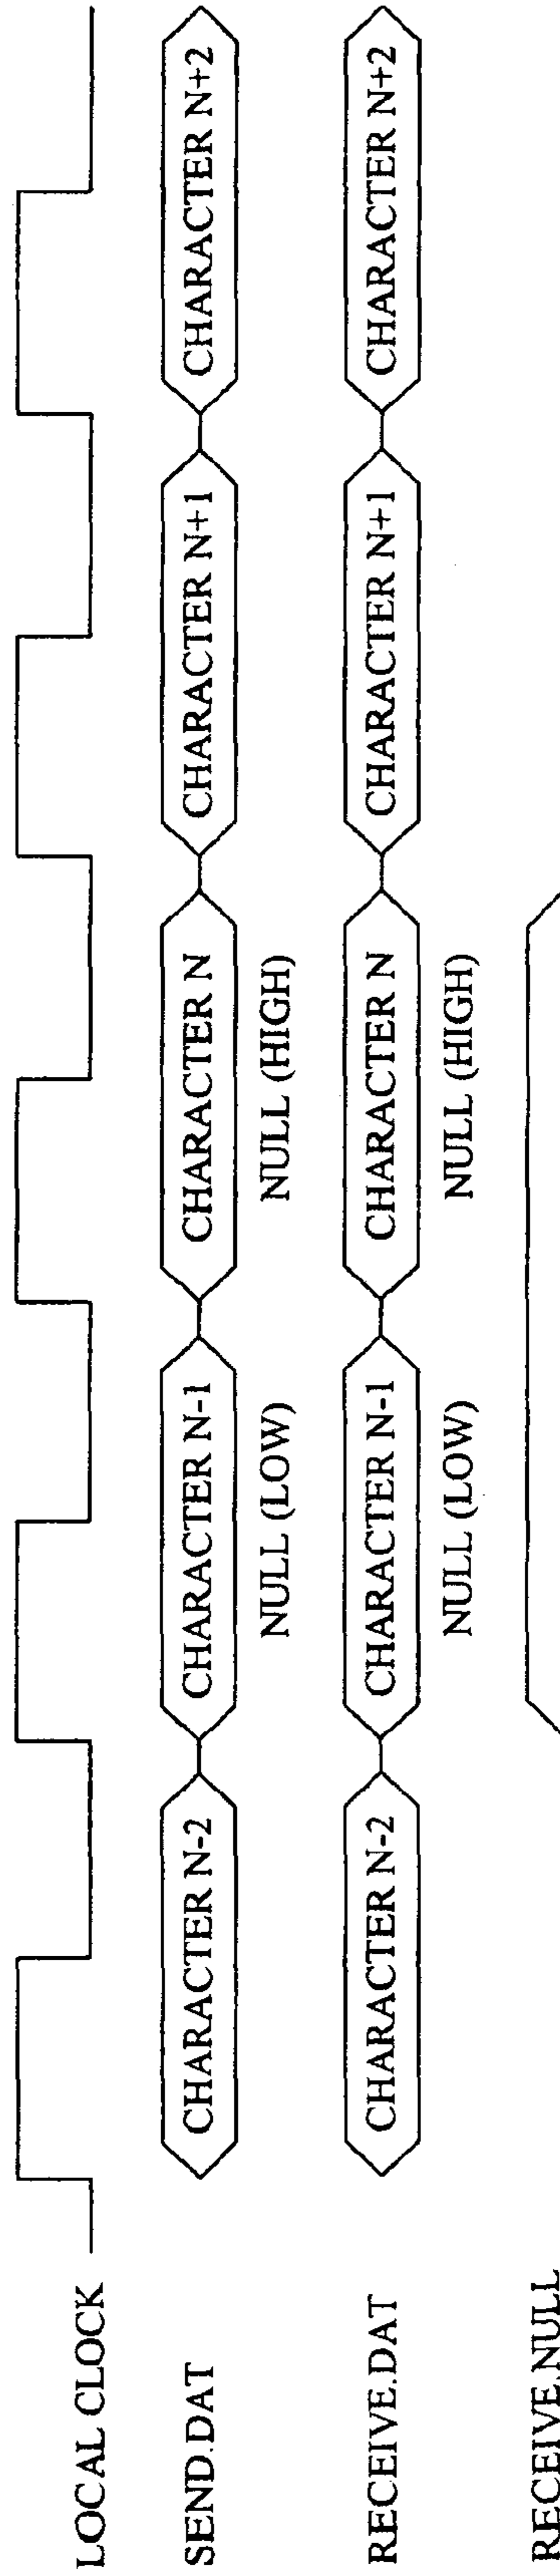 LOCAL CLOCK
SEND.DAT
CHARACTER N-2
CHARACTER N-1
CHARACTER N
CHARACTER N+1
CHARACTER N+2
NULL (LOW)
NULL (HIGH)
RECEIVE.DAT
CHARACTER N-2
CHARACTER N-1
CHARACTER N
CHARACTER N+1
CHARACTER N+2
NULL (LOW)
NULL (HIGH)
RECEIVE.NULL